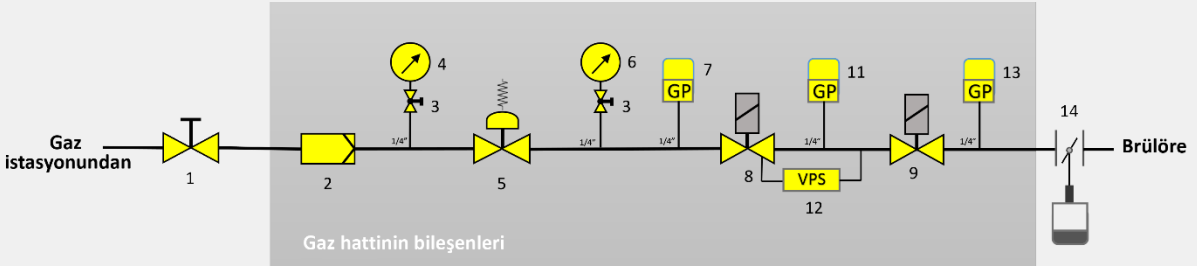 4
6
7
11
13
GP
GP
GP
3
3
14
1/4"
1/4"
1/4"
1/4"
1/4"
Gaz
istasyonundan
Brülöre
1
2
5
8
VPS
9
12
Gaz hattinin bileşenleri